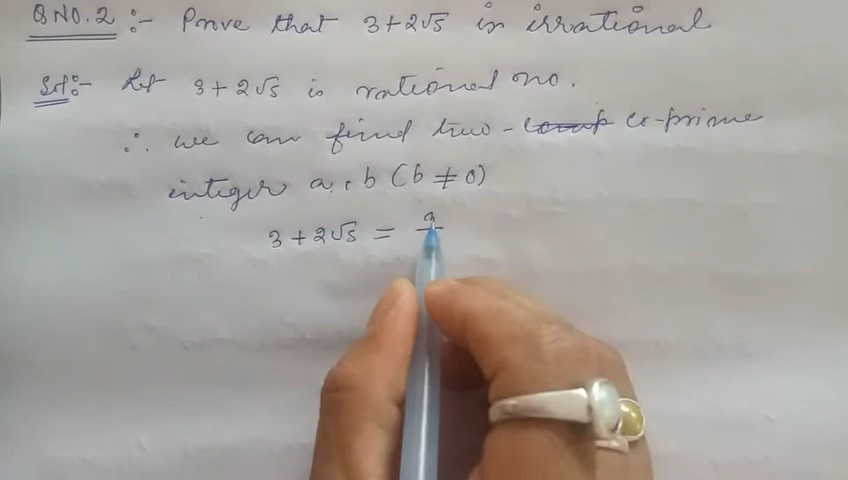 Q NO. 2 :- Prove that 3+2√5 is irrational
Sol:- Let 3+2√5 is rational no.
∴ we can find two - co-prime
integer a, b (b ≠ 0)
3+2√5 = a